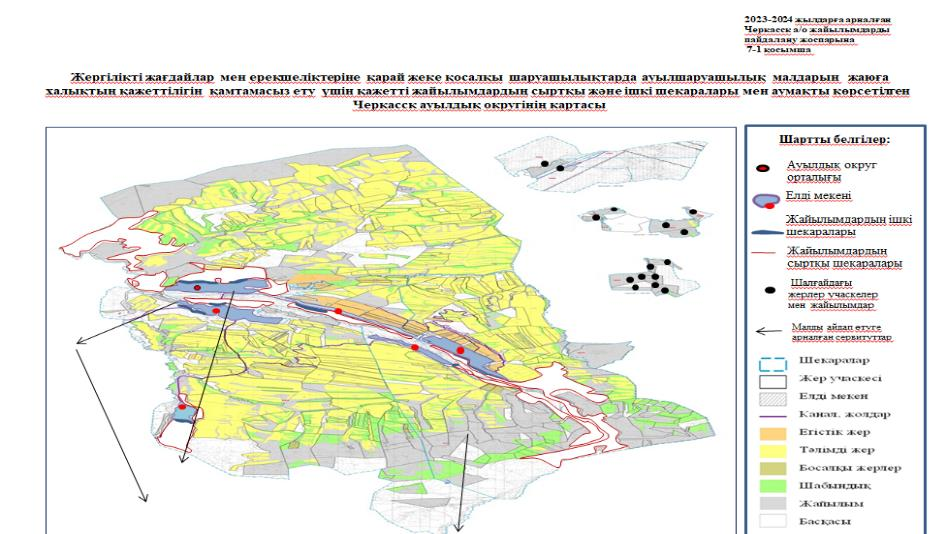 2023-2024 жылдарға арналған
Черкасск а/о жайылымдарды
пайдалану жоспарына
7-1 қосымша
Жергілікті жағдайлар мен ерекшеліктеріне қарай жеке қосалқы шаруашылықтарда ауылшаруашылық малдарын жаюға
халықтың қажеттілігін қамтамасыз ету үшін қажетті жайылымдардың сыртқы және ішкі шекаралары мен аумақты көрсетілген
Черкасск ауылдық округінің картасы
Шартты белгілер:
Ауылдық округ
орталығы
Елді мекені
Жайылымдардың ішкі
шекаралары
Жайылымдардың
сыртқы шекаралары
Шалғайдағы
жерлер учаскелер
мен жайылымдар
Малды айдап өтуге
арналған сервитуттар
Шекаралар
Жер учаскесі
Елді мекен
Канал. жолдар
Егістік жер
Тәлімді жер
Босалқы жерлер
Шабындық
Жайылым
Басқасы